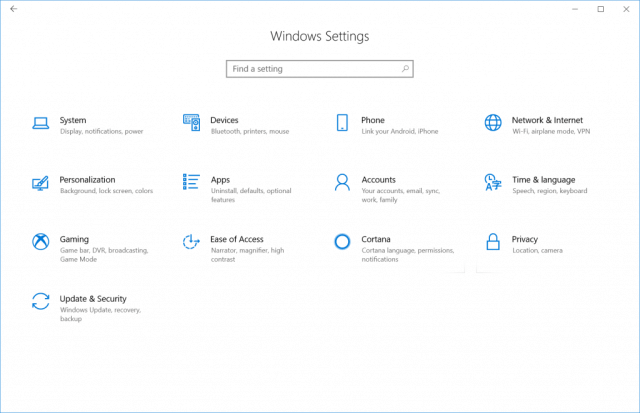 Windows Settings
Find a setting
System
Display, notifications, power
Devices
Bluetooth, printers, mouse
Phone
Link your Android, iPhone
Network & Internet
Wi-Fi, airplane mode, VPN
Personalization
Background, lock screen, colors
Apps
Uninstall, defaults, optional
features
Accounts
Your accounts, email, sync,
work, family
Time & language
Speech, region, keyboard
Gaming
Game bar, DVR, broadcasting,
Game Mode
Ease of Access
Narrator, magnifier, high
contrast
Cortana
Cortana language, permissions,
notifications
Privacy
Location, camera
Update & Security
Windows Update, recovery,
backup